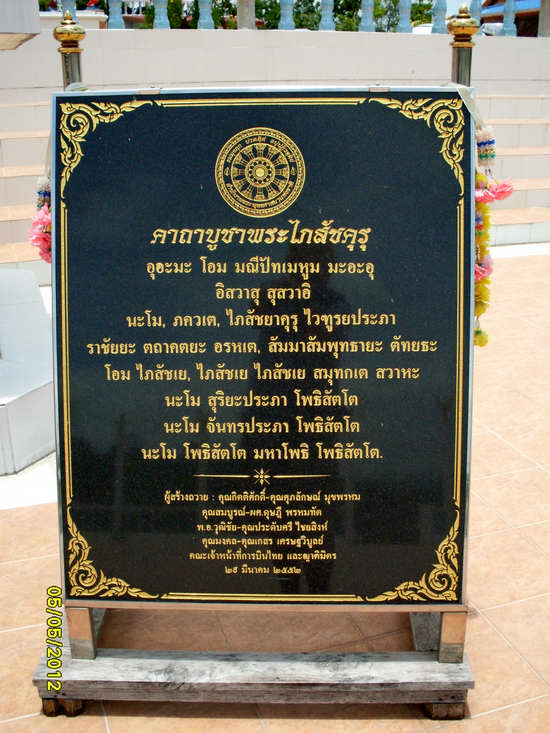 คาถาบูชาพระไภสัชคุรุ
อุอะมะ โอม มณีปัทเมหูม มะอะอุ
อิสวาสุ สุสวาอิ
นะโม, ภควเต, ไภสัชยาคุรุ ไวฑูรยประภา
ราชัยยะ ตถาคตยะ อรหเต, สัมมาสัมพุทธายะ ตัทยธะ
โอม ไภสัชเย, ไภสัชเย ไภสัชเย สมุทกเต สวาหะ
นะโม สุริยะประภา โพธิสัตโต
นะโม จันทรประภา โพธิสัตโต
นะโม โพธิสัตโต มหาโพธิ โพธิสัตโต.
ผู้สร้างถวาย : คุณกิตติศักดิ์-คุณศุภลักษณ์ มุขพรหม
คุณสมบูรณ์-ผศ.ดุษฎี พรหมทัต
พ.อ.วุฒิชัย-คุณประดับศรี ไชยสิงห์
คุณมงคล-คุณเกสร เศรษฐวิบูลย์
คณะเจ้าหน้าที่การบินไทย และญาติมิตร
๒๙ มีนาคม ๒๕๕๒
05/05/2012